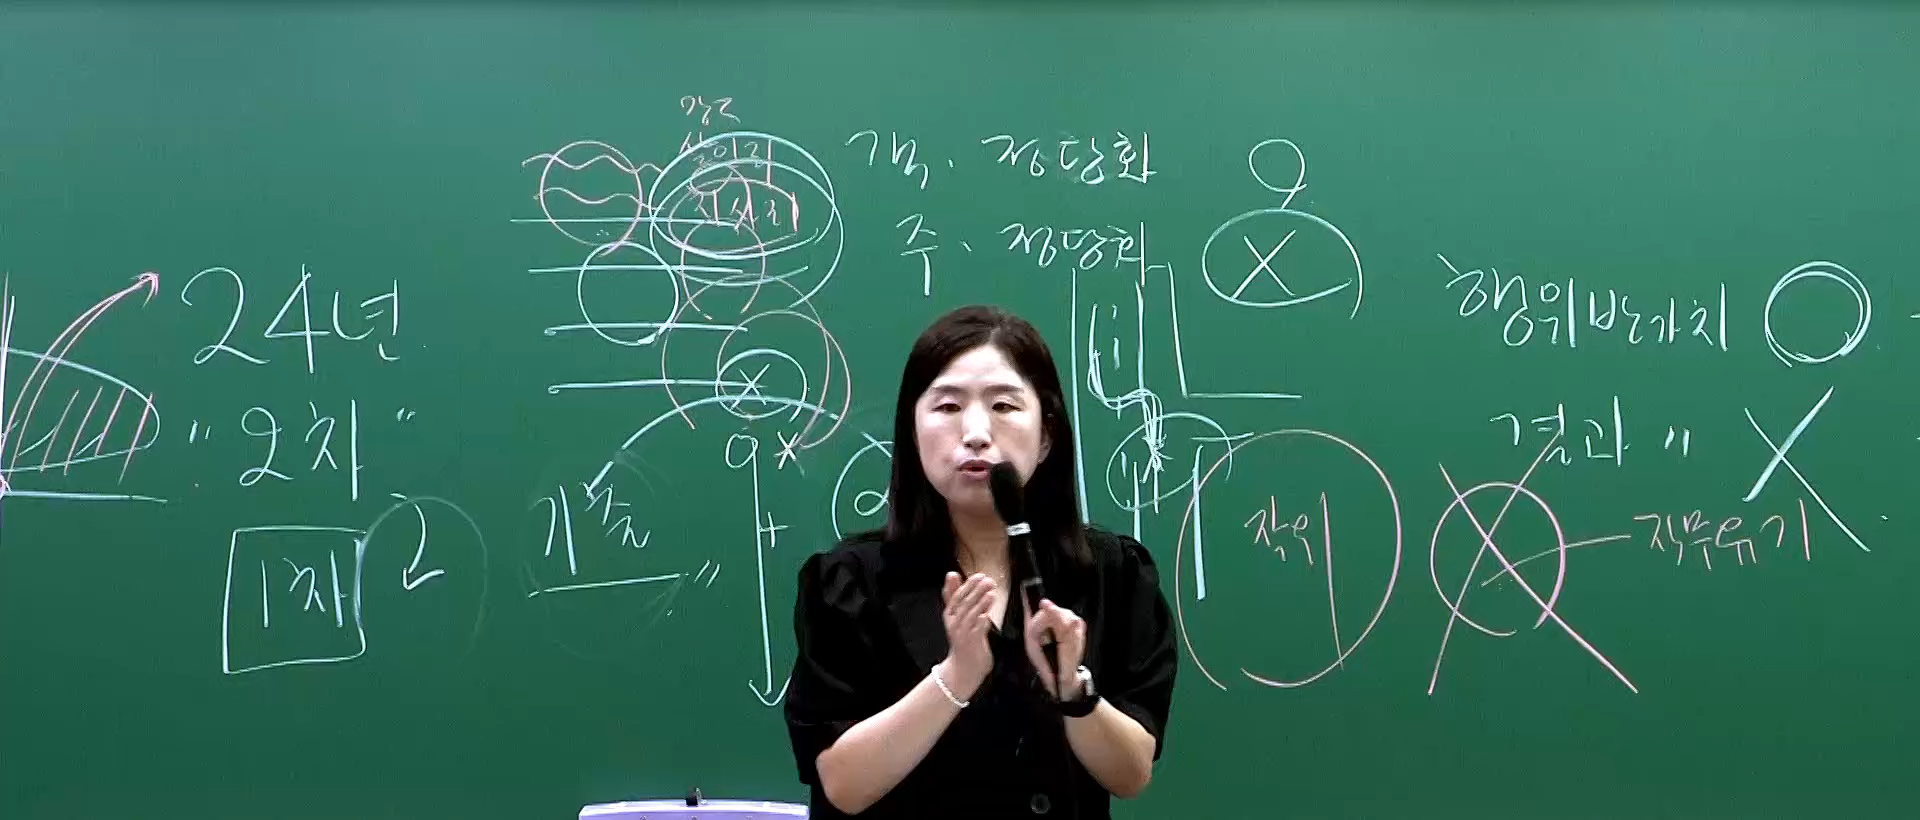 객. 정당화
주. 정당화
X
24년
"2차"
1차
기출"
X
+
행위반가치 O
결과 〃 X
작위
직무유기